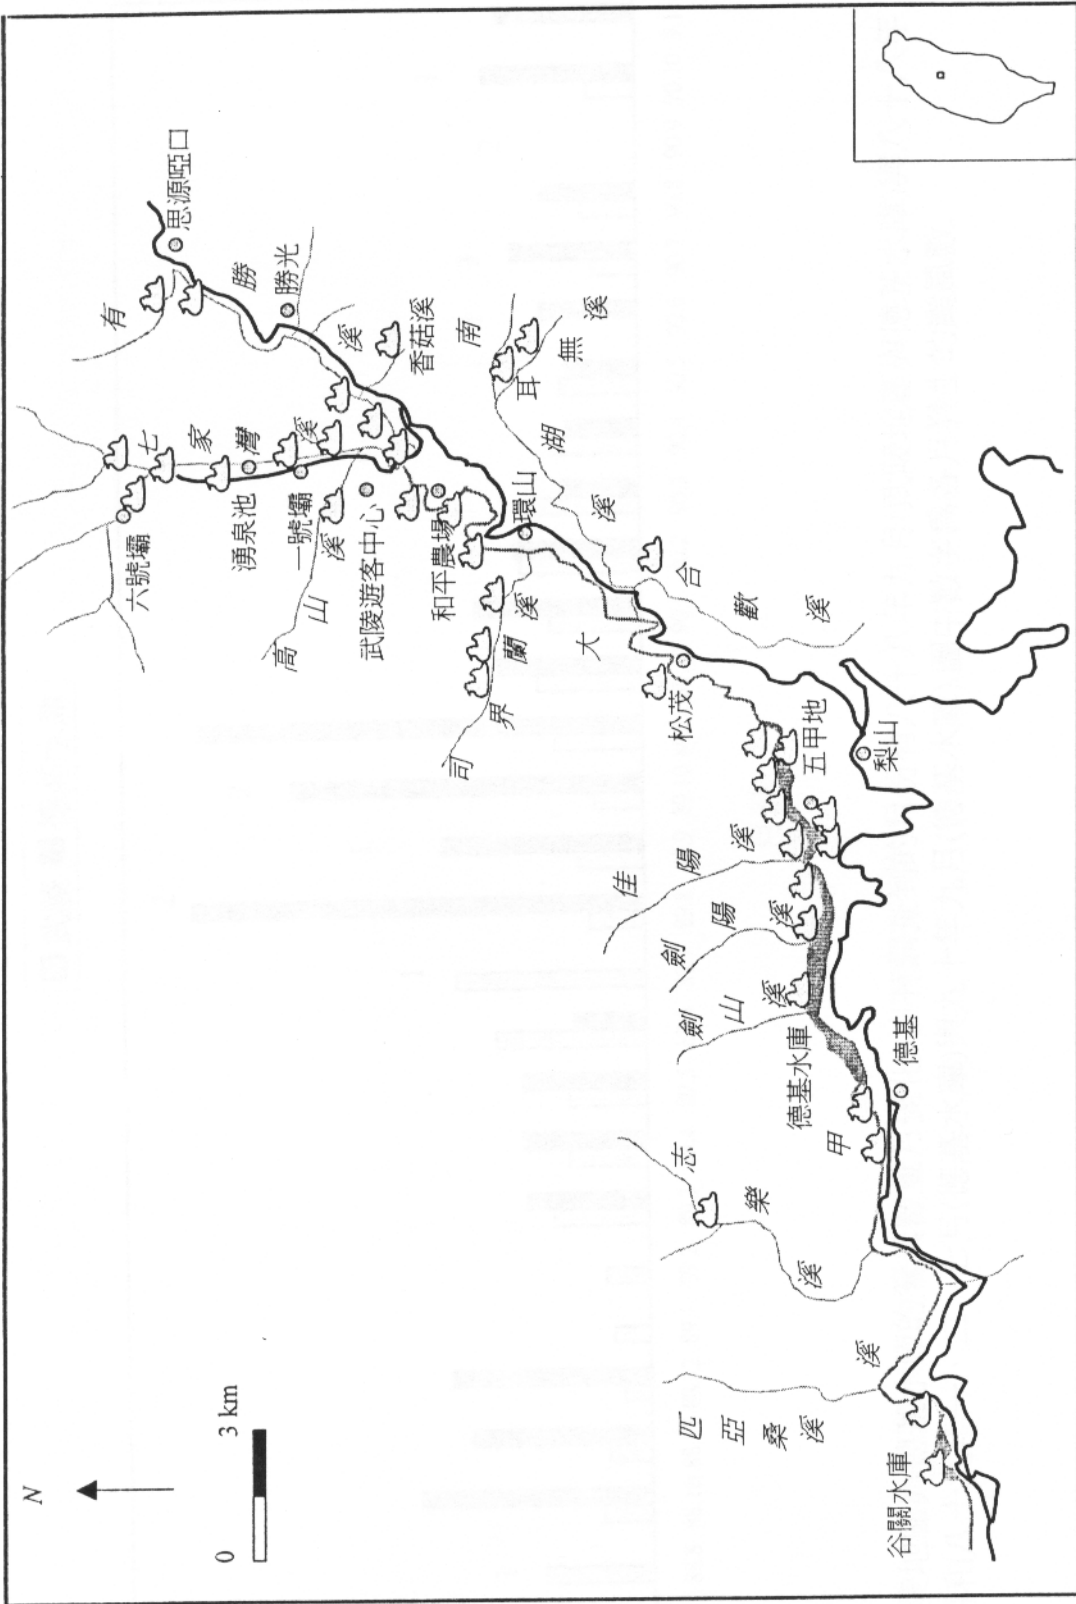 N
0 3 km
思源啞口
有勝溪
勝光
香菇溪
南湖溪
耳無溪
七家灣溪
六號壩
湧泉池
一號壩
高山溪
武陵遊客中心
和平農場
環山
司界蘭溪
合歡溪
大甲溪
松茂
五甲地
梨山
佳陽溪
劍陽溪
劍山溪
德基水庫
德基
志樂溪
匹亞桑溪
谷關水庫